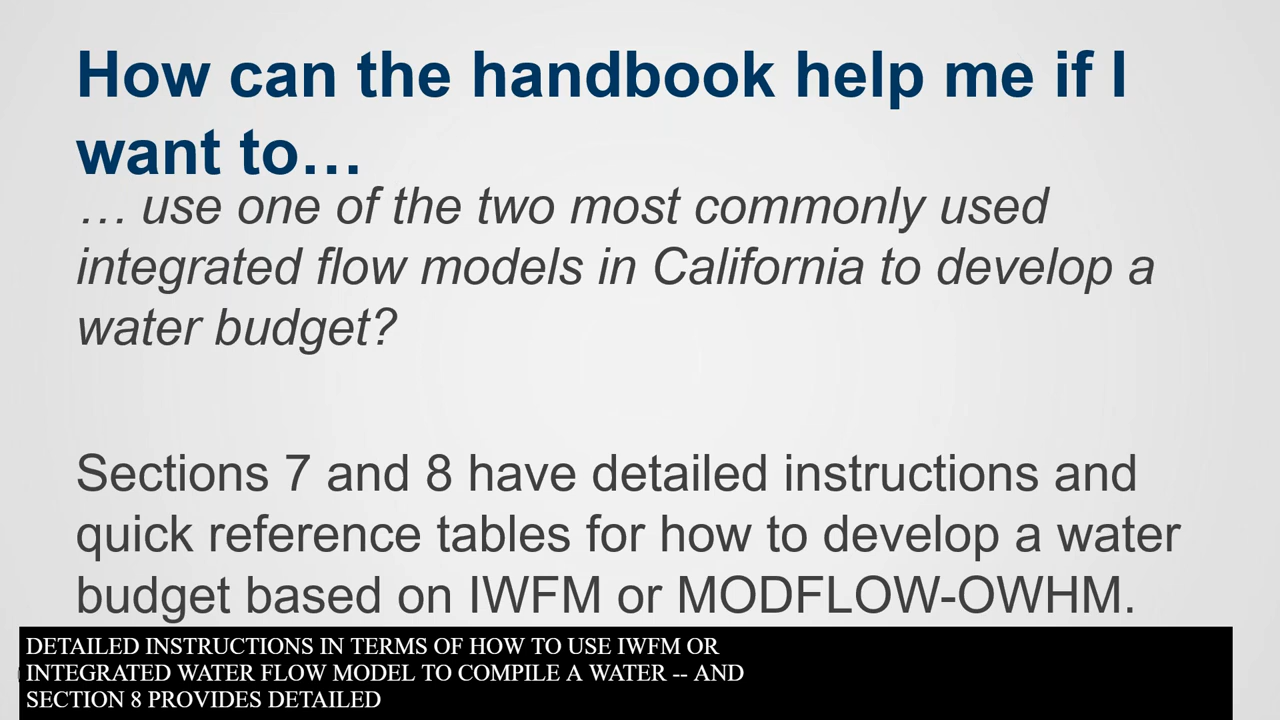 How can the handbook help me if I
want to…
… use one of the two most commonly used
integrated flow models in California to develop a
water budget?
Sections 7 and 8 have detailed instructions and
quick reference tables for how to develop a water
budget based on IWFM or MODFLOW-OWHM.
DETAILED INSTRUCTIONS IN TERMS OF HOW TO USE IWFM OR
INTEGRATED WATER FLOW MODEL TO COMPILE A WATER -- AND
SECTION 8 PROVIDES DETAILED